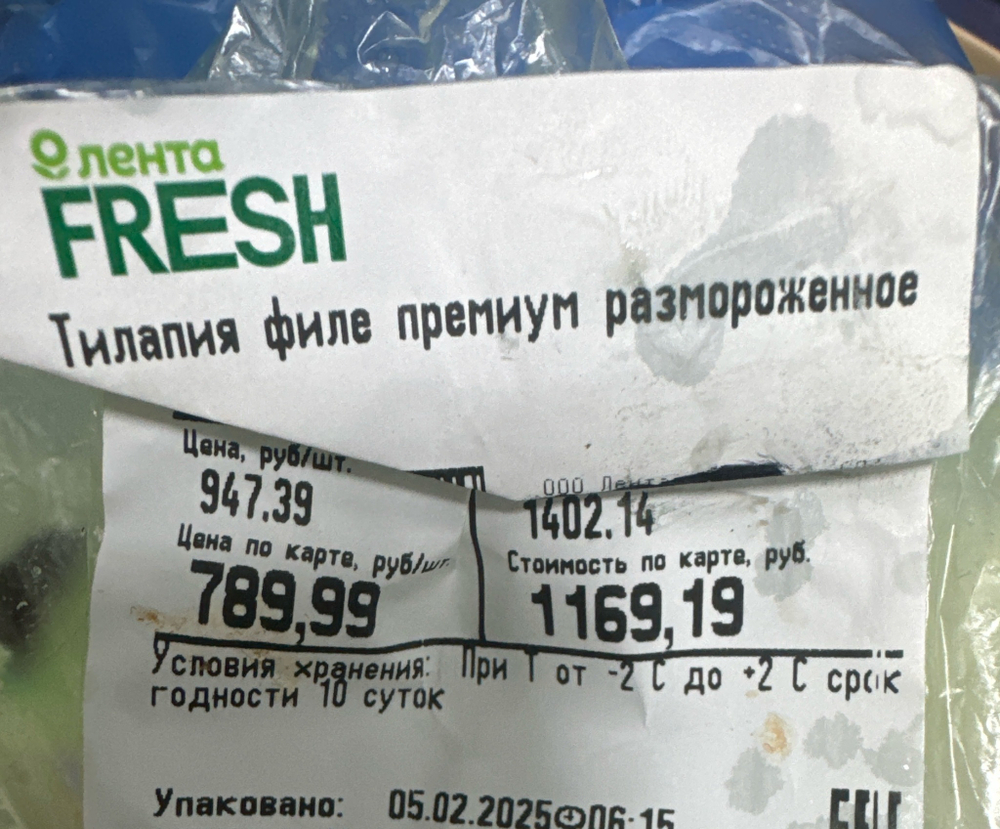 лента
FRESH
Тилапия филе премиум размороженное
Цена, руб/шт.
ООО Лента
947.39
1402.14
Цена по карте, руб/шт.
Стоимость по карте, руб.
789,99
1169,19
Условия хранения: При Т от -2 С до +2 С срок
годности 10 суток
Упаковано: 05.02.2025 06:15